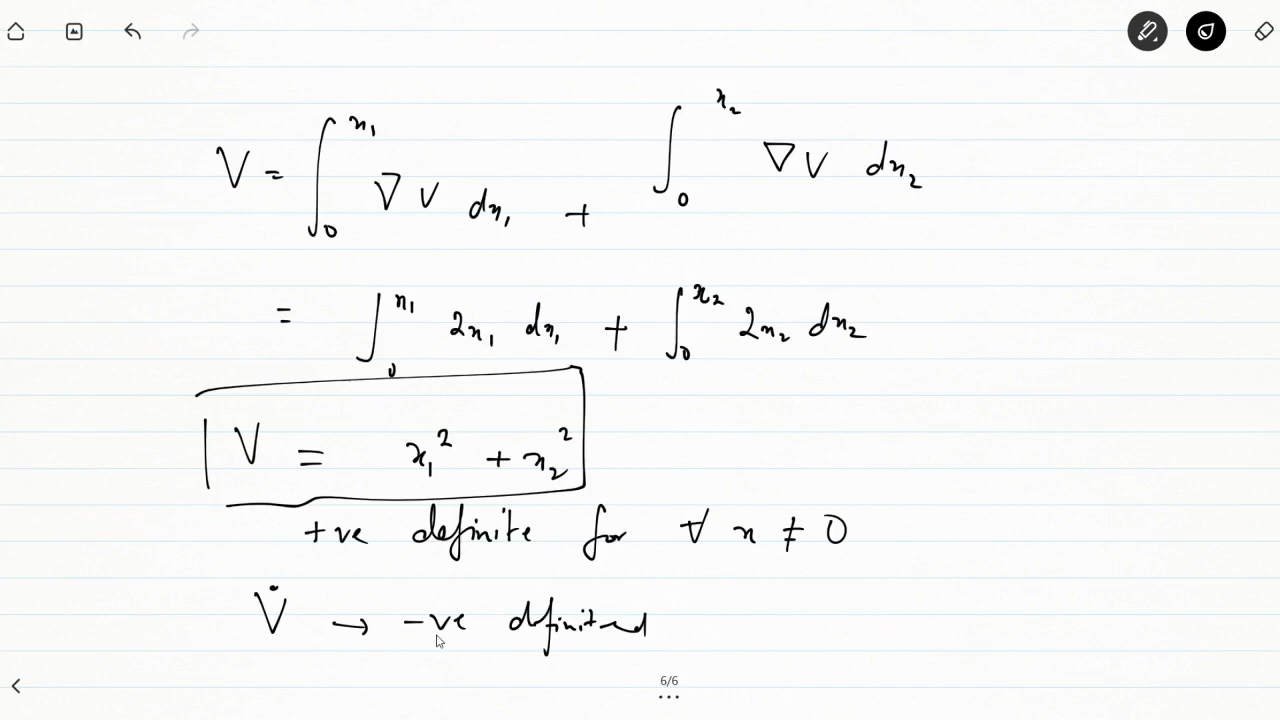 V = ∫₀^x₁ ∇V dx₁ + ∫₀^x₂ ∇V dx₂
= ∫₀^x₁ 2x₁ dx₁ + ∫₀^x₂ 2x₂ dx₂
V = x₁² + x₂²
+ve definite for ∀ x ≠ 0
V̇ → -ve
6/6